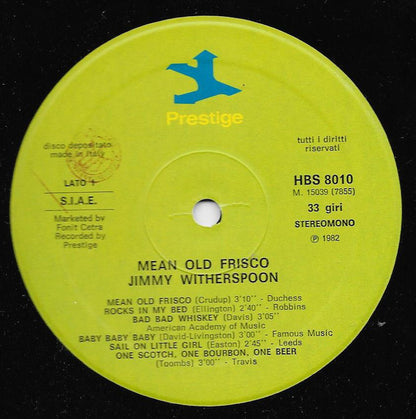 Prestige
disco depositato
made in Italy
LATO 1
S.I.A.E.
Marketed by
Fonit Cetra
Recorded by
Prestige
tutti i diritti
riservati
HBS 8010
M. 15039 (7855)
33 giri
STEREOMONO
℗ 1982
MEAN OLD FRISCO
JIMMY WITHERSPOON
MEAN OLD FRISCO (Crudup) 3'10'' - Duchess
ROCKS IN MY BED (Ellington) 2'40'' - Robbins
BAD BAD WHISKEY (Davis) 3'05''
American Academy of Music
BABY BABY BABY (David-Livingston) 3'00'' - Famous Music
SAIL ON LITTLE GIRL (Easton) 2'45'' - Leeds
ONE SCOTCH, ONE BOURBON, ONE BEER
(Toombs) 3'00'' - Travis